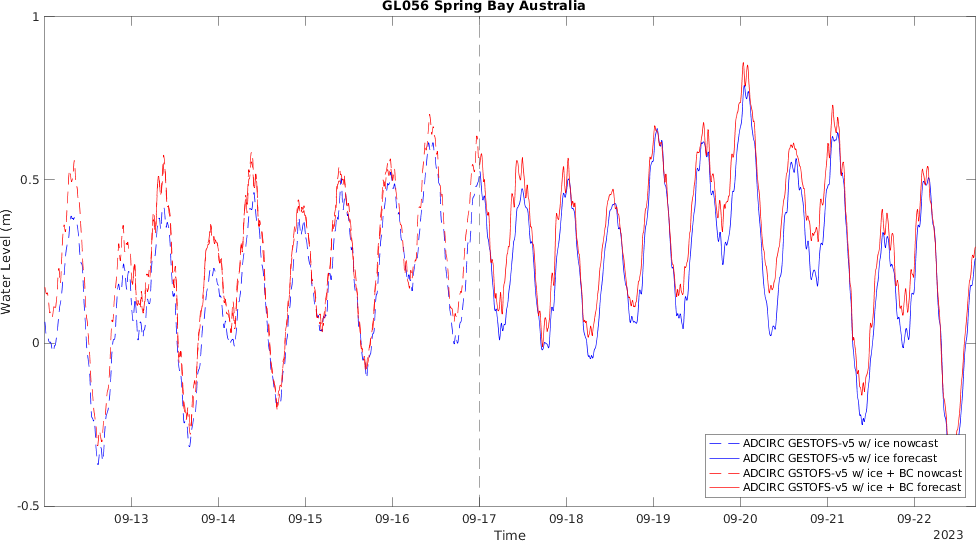 GL056 Spring Bay Australia
1
0.5
0
-0.5
Water Level (m)
ADCIRC GESTOFS-v5 w/ ice nowcast
ADCIRC GESTOFS-v5 w/ ice forecast
ADCIRC GSTOFS-v5 w/ ice + BC nowcast
ADCIRC GSTOFS-v5 w/ ice + BC forecast
09-13 09-14 09-15 09-16 09-17 09-18 09-19 09-20 09-21 09-22
Time
2023